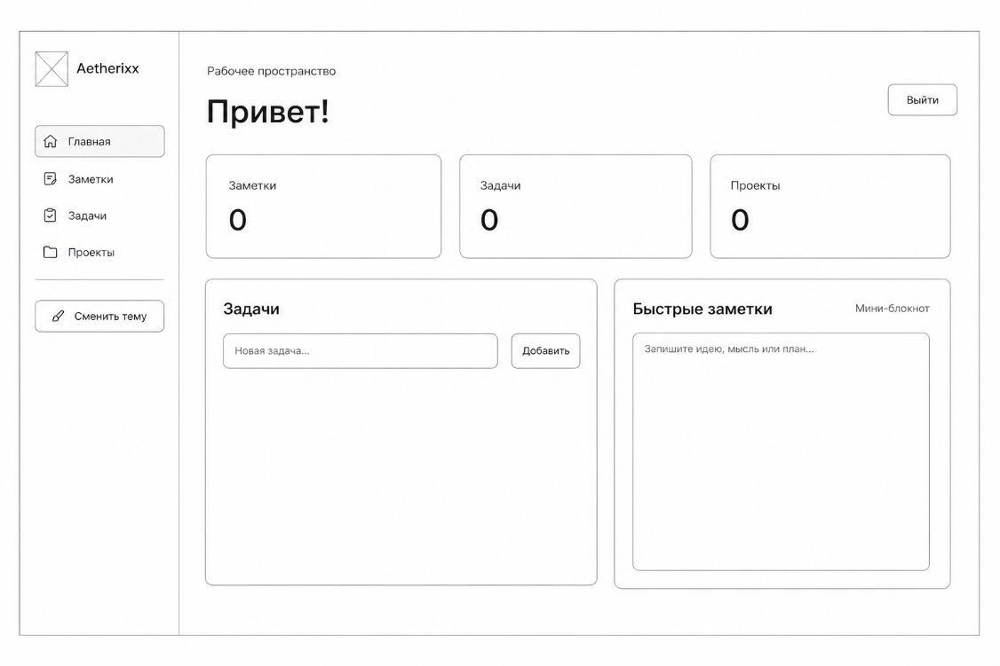 Aetherixx
Главная
Заметки
Задачи
Проекты
Сменить тему
Рабочее пространство
Привет!
Выйти
Заметки
0
Задачи
0
Проекты
0
Задачи
Новая задача...
Добавить
Быстрые заметки
Мини-блокнот
Запишите идею, мысль или план...